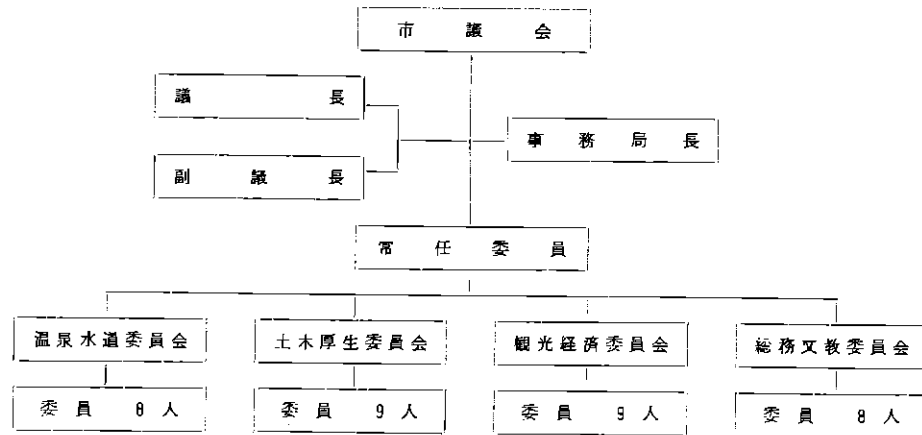 市議会
議長
事務局長
副議長
常任委員
温泉水道委員会
土木厚生委員会
観光経済委員会
総務文教委員会
委員 8人
委員 9人
委員 9人
委員 8人